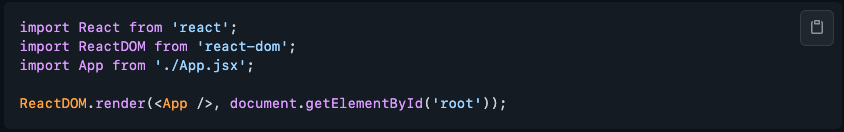 import React from 'react';
import ReactDOM from 'react-dom';
import App from './App.jsx';
ReactDOM.render(<App />, document.getElementById('root'));